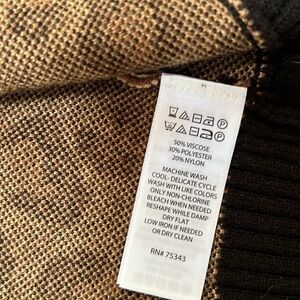 50% VISCOSE
30% POLYESTER
20% NYLON
MACHINE WASH
COOL- DELICATE CYCLE
WASH WITH LIKE COLORS
ONLY NON-CHLORINE
BLEACH WHEN NEEDED
RESHAPE WHILE DAMP
DRY FLAT
LOW IRON IF NEEDED
OR DRY CLEAN
RN# 75343